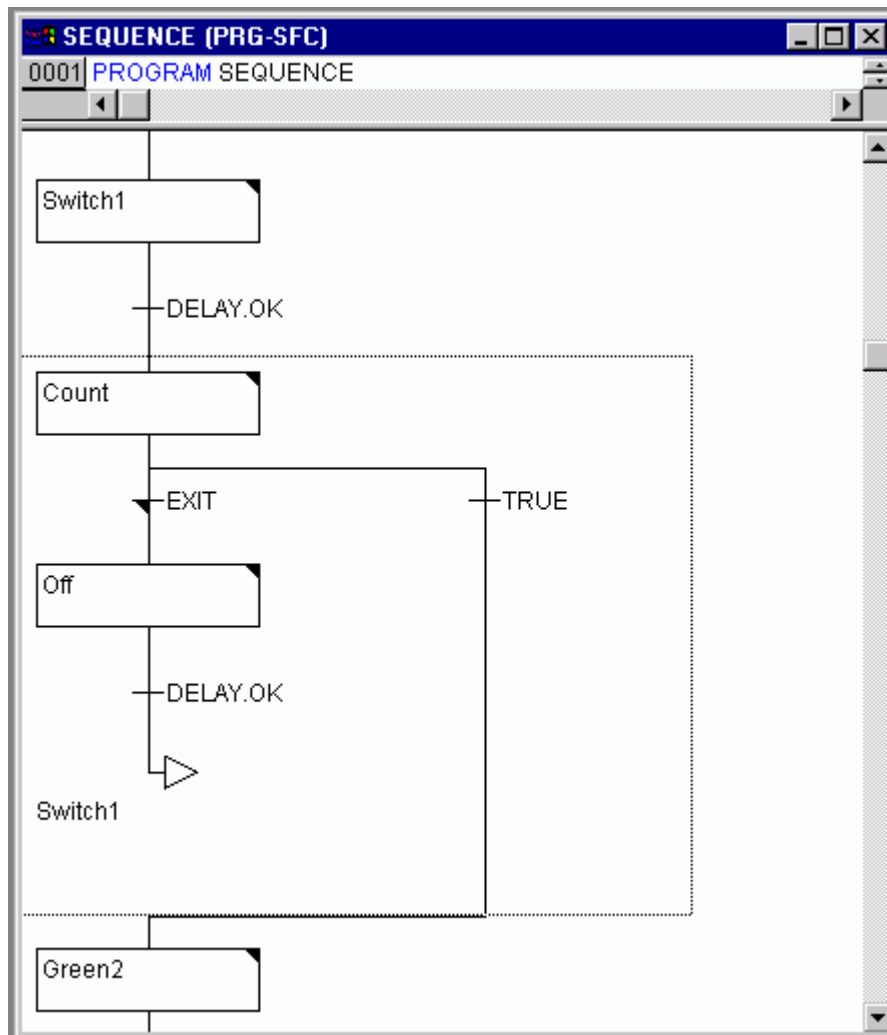 SEQUENCE (PRG-SFC)
0001 PROGRAM SEQUENCE
Switch1
DELAY.OK
Count
EXIT
TRUE
Off
DELAY.OK
Switch1
Green2